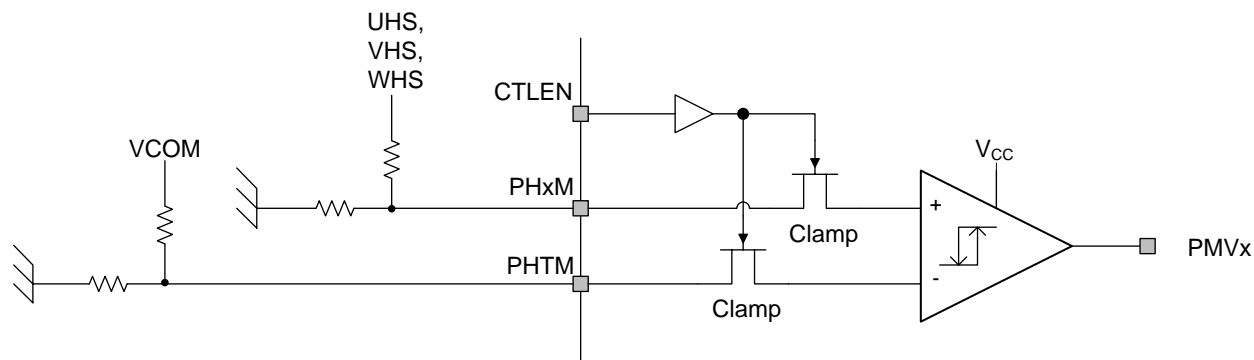 UHS,
VHS,
WHS
CTLEN
VCOM
VCC
PHxM
+
Clamp
PMVx
PHTM
-
Clamp